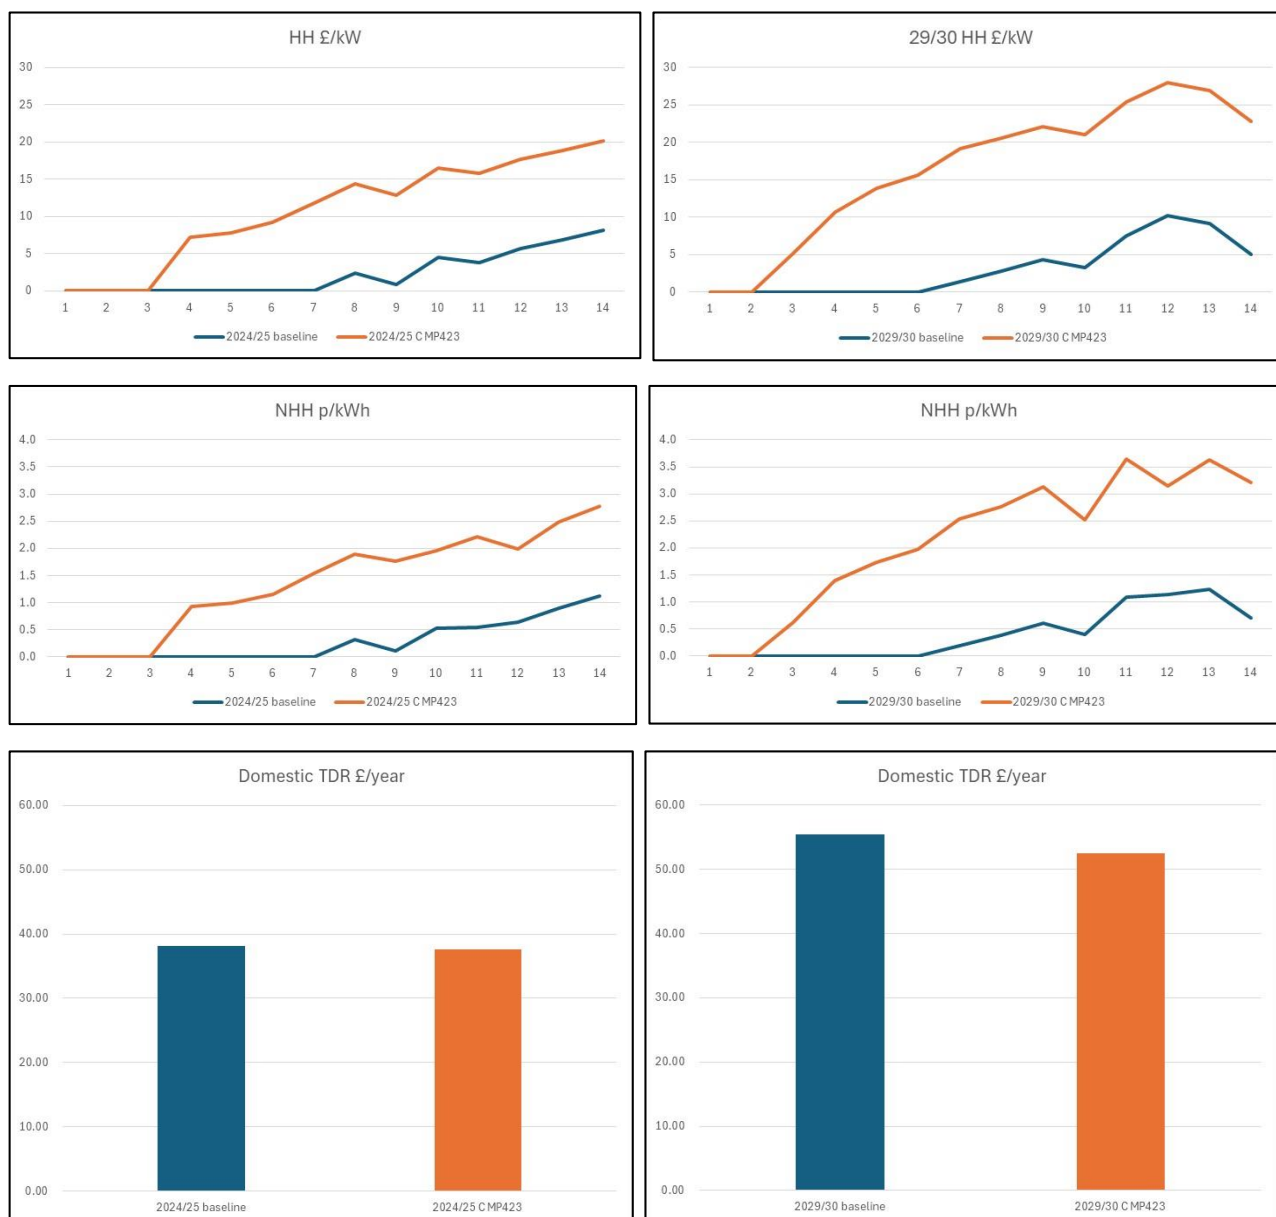 HH £/kW
30
25
20
15
10
5
0
1 2 3 4 5 6 7 8 9 10 11 12 13 14
2024/25 baseline 2024/25 CMP423
29/30 HH £/kW
30
25
20
15
10
5
0
1 2 3 4 5 6 7 8 9 10 11 12 13 14
2029/30 baseline 2029/30 CMP423
NHH p/kWh
4.0
3.5
3.0
2.5
2.0
1.5
1.0
0.5
0.0
1 2 3 4 5 6 7 8 9 10 11 12 13 14
2024/25 baseline 2024/25 CMP423
NHH p/kWh
4.0
3.5
3.0
2.5
2.0
1.5
1.0
0.5
0.0
1 2 3 4 5 6 7 8 9 10 11 12 13 14
2029/30 baseline 2029/30 CMP423
Domestic TDR £/year
60.00
50.00
40.00
30.00
20.00
10.00
0.00
2024/25 baseline 2024/25 CMP423
Domestic TDR £/year
60.00
50.00
40.00
30.00
20.00
10.00
0.00
2029/30 baseline 2029/30 CMP423